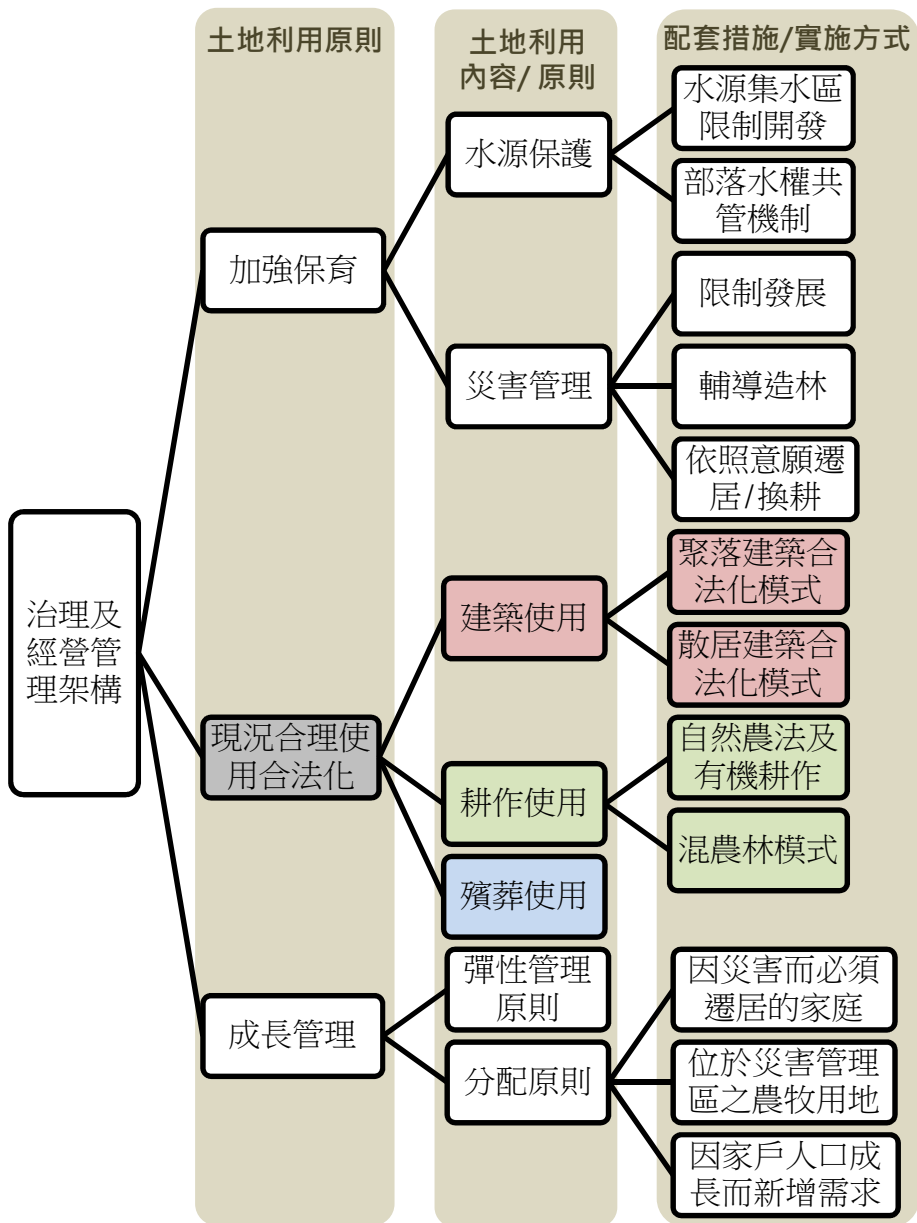 土地利用原則
土地利用
內容/ 原則
配套措施/實施方式
治理及
經營管
理架構
加強保育
水源保護
水源集水區
限制開發
部落水權共
管機制
災害管理
限制發展
輔導造林
依照意願遷
居/換耕
現況合理使
用合法化
建築使用
聚落建築合
法化模式
散居建築合
法化模式
耕作使用
自然農法及
有機耕作
混農林模式
殯葬使用
成長管理
彈性管理
原則
分配原則
因災害而必須
遷居的家庭
位於災害管理
區之農牧用地
因家戶人口成
長而新增需求